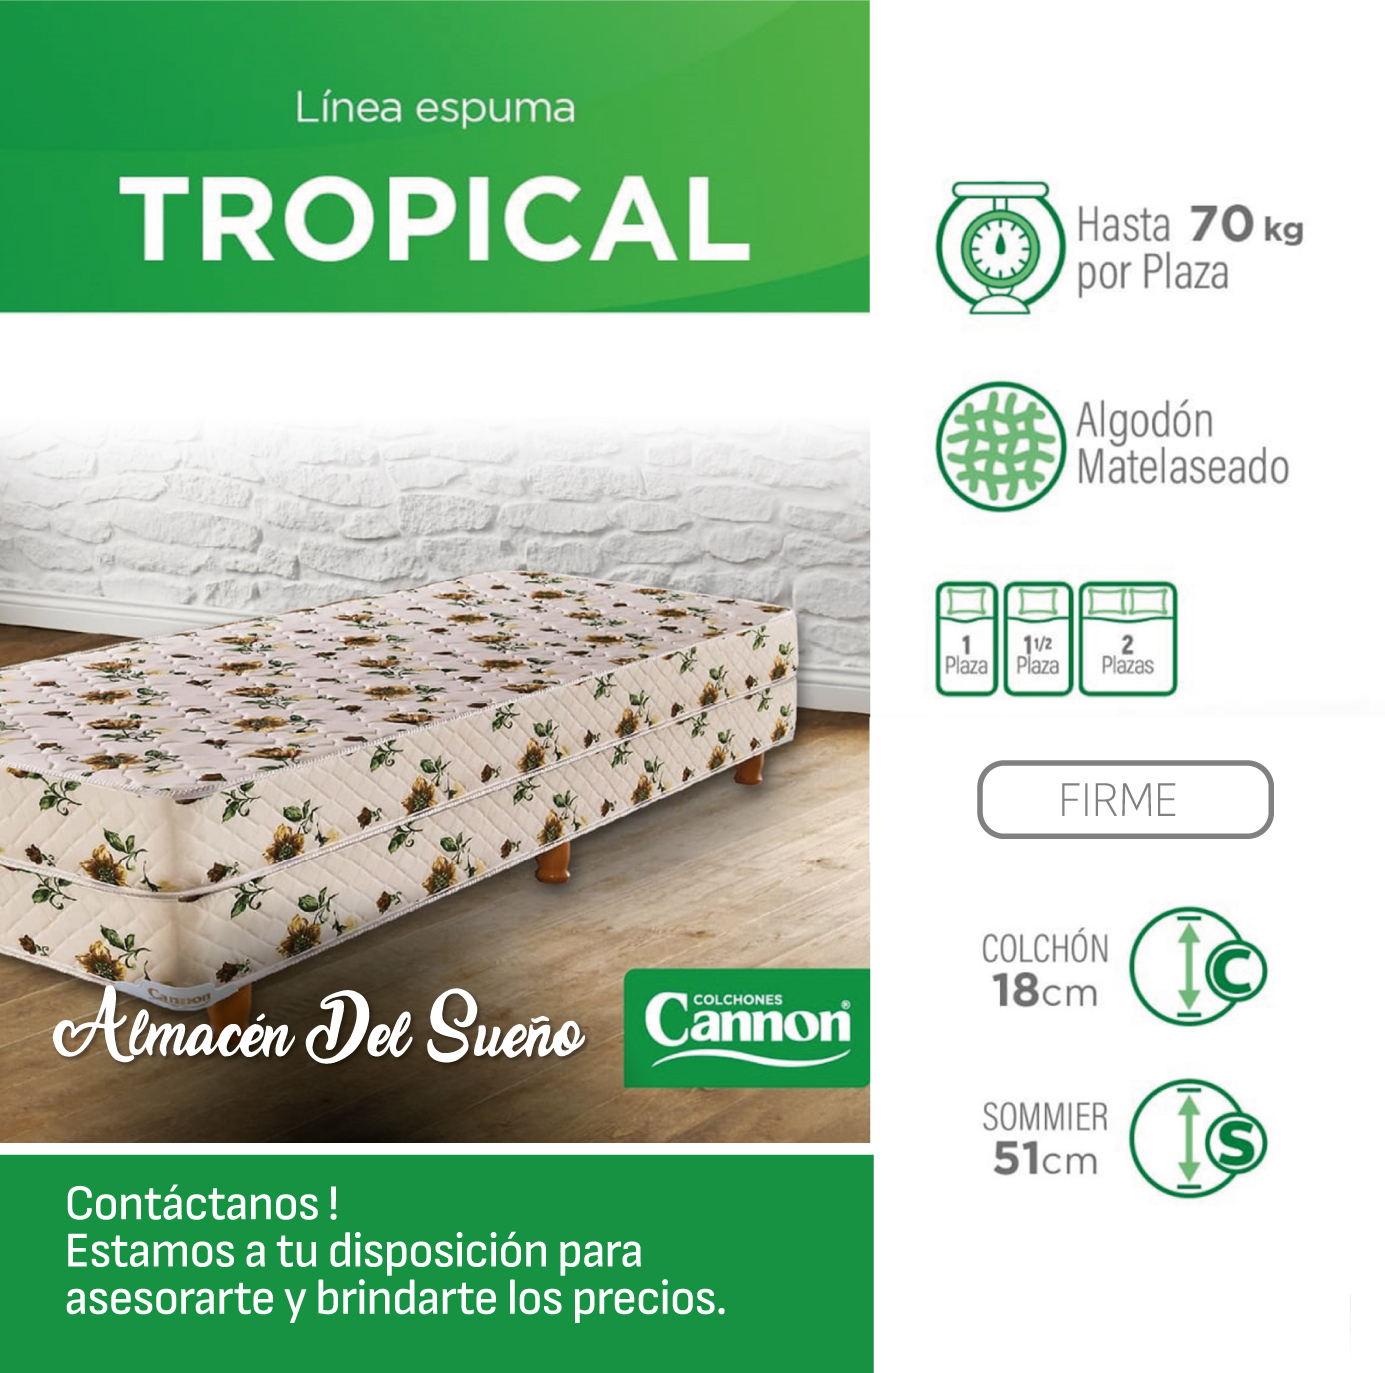 Línea espuma
TROPICAL
Hasta 70 kg
por Plaza
Algodón
Matelaseado
1
Plaza
1 1/2
Plaza
2
Plazas
FIRME
COLCHÓN
18cm
C
SOMMIER
51cm
S
Cannon
Almacén Del Sueño
COLCHONES
Cannon®
Contáctanos !
Estamos a tu disposición para
asesorarte y brindarte los precios.